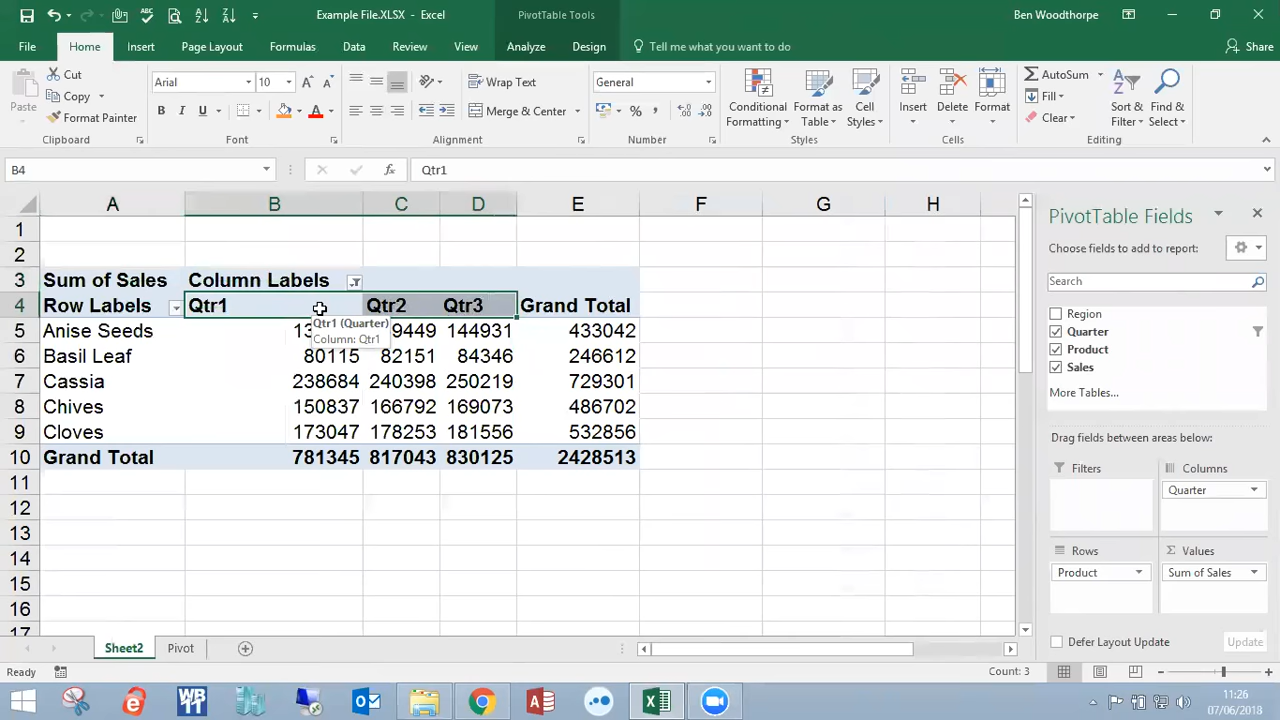 Example File.XLSX - Excel
PivotTable Tools
Ben Woodthorpe
File Home Insert Page Layout Formulas Data Review View Analyze Design Tell me what you want to do Share
Paste
Cut
Copy
Format Painter
Clipboard
Arial 10
B I U
Font
Wrap Text
Merge & Center
Alignment
General
Number
Conditional Formatting
Format as Table
Cell Styles
Styles
Insert Delete Format
Cells
AutoSum
Fill
Clear
Sort & Filter
Find & Select
Editing
B4 fx Qtr1
A B C D E F G H
1
2
3 Sum of Sales Column Labels
4 Row Labels Qtr1 Qtr2 Qtr3 Grand Total
5 Anise Seeds 144931 433042
Qtr1 (Quarter)
Column: Qtr1
6 Basil Leaf 80115 82151 84346 246612
7 Cassia 238684 240398 250219 729301
8 Chives 150837 166792 169073 486702
9 Cloves 173047 178253 181556 532856
10 Grand Total 781345 817043 830125 2428513
11
12
13
14
15
16
17
PivotTable Fields
Choose fields to add to report:
Search
Region
Quarter
Product
Sales
More Tables...
Drag fields between areas below:
Filters
Columns
Quarter
Rows
Product
Σ Values
Sum of Sales
Defer Layout Update Update
Sheet2 Pivot
Ready Count: 3
11:26
07/06/2018